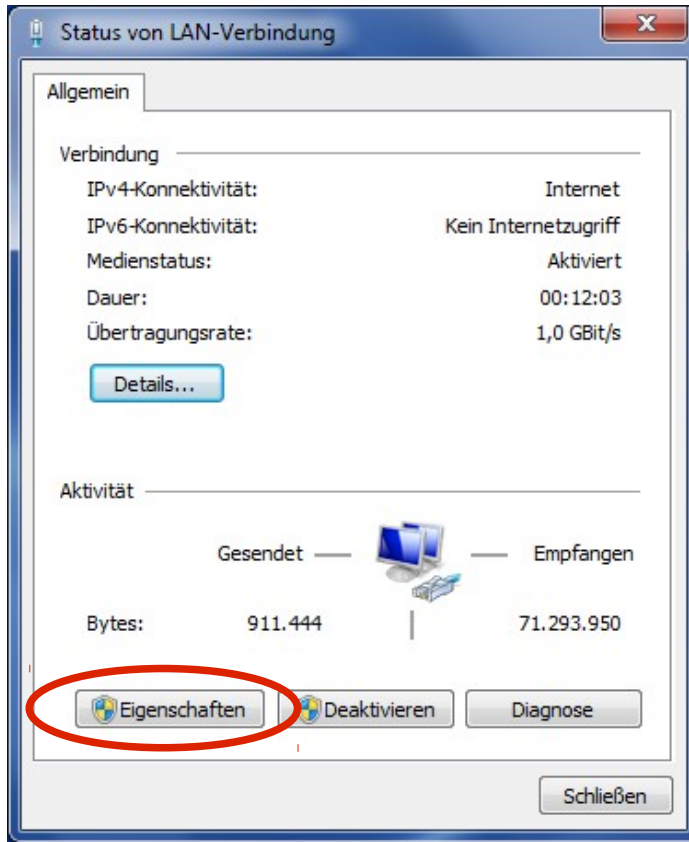 Status von LAN-Verbindung
Allgemein
Verbindung
IPv4-Konnektivität: Internet
IPv6-Konnektivität: Kein Internetzugriff
Medienstatus: Aktiviert
Dauer: 00:12:03
Übertragungsrate: 1,0 GBit/s
Details...
Aktivität
Gesendet Empfangen
Bytes: 911.444 71.293.950
Eigenschaften Deaktivieren Diagnose
Schließen